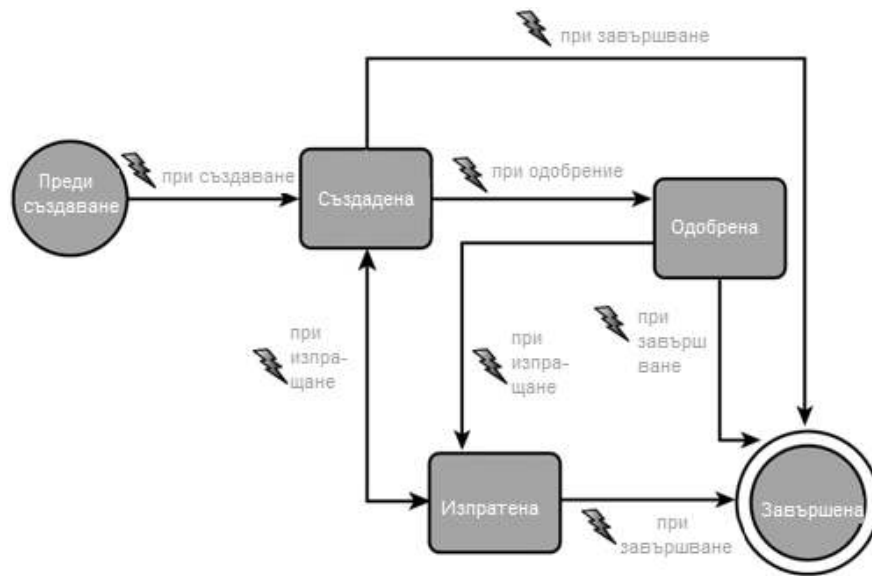 при завършване
Преди
създаване
при създаване
Създадена
при одобрение
Одобрена
при
изпра-
щане
при
изпра-
щане
при
завърш
ване
Изпратена
при
завършване
Завършена